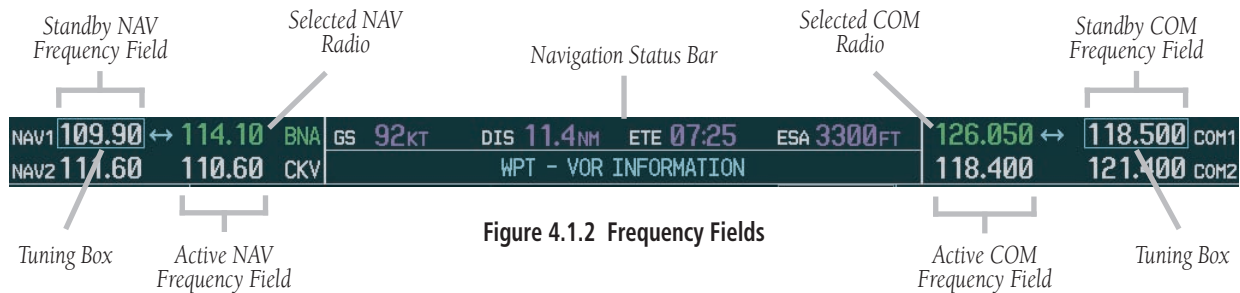 Standby NAV
Frequency Field
Selected NAV
Radio
Navigation Status Bar
Selected COM
Radio
Standby COM
Frequency Field
NAV1 109.90 ↔ 114.10 BNA GS 92KT DIS 11.4NM ETE 07:25 ESA 3300FT 126.050 ↔ 118.500 COM1
NAV2 111.60 110.60 CKV WPT - VOR INFORMATION 118.400 121.400 COM2
Tuning Box
Active NAV
Frequency Field
Figure 4.1.2 Frequency Fields
Active COM
Frequency Field
Tuning Box